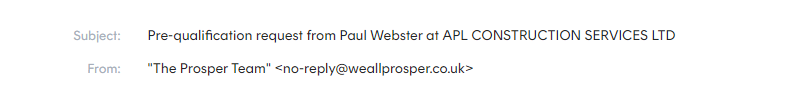 Subject: Pre-qualification request from Paul Webster at APL CONSTRUCTION SERVICES LTD
From: "The Prosper Team" <no-reply@weallprosper.co.uk>